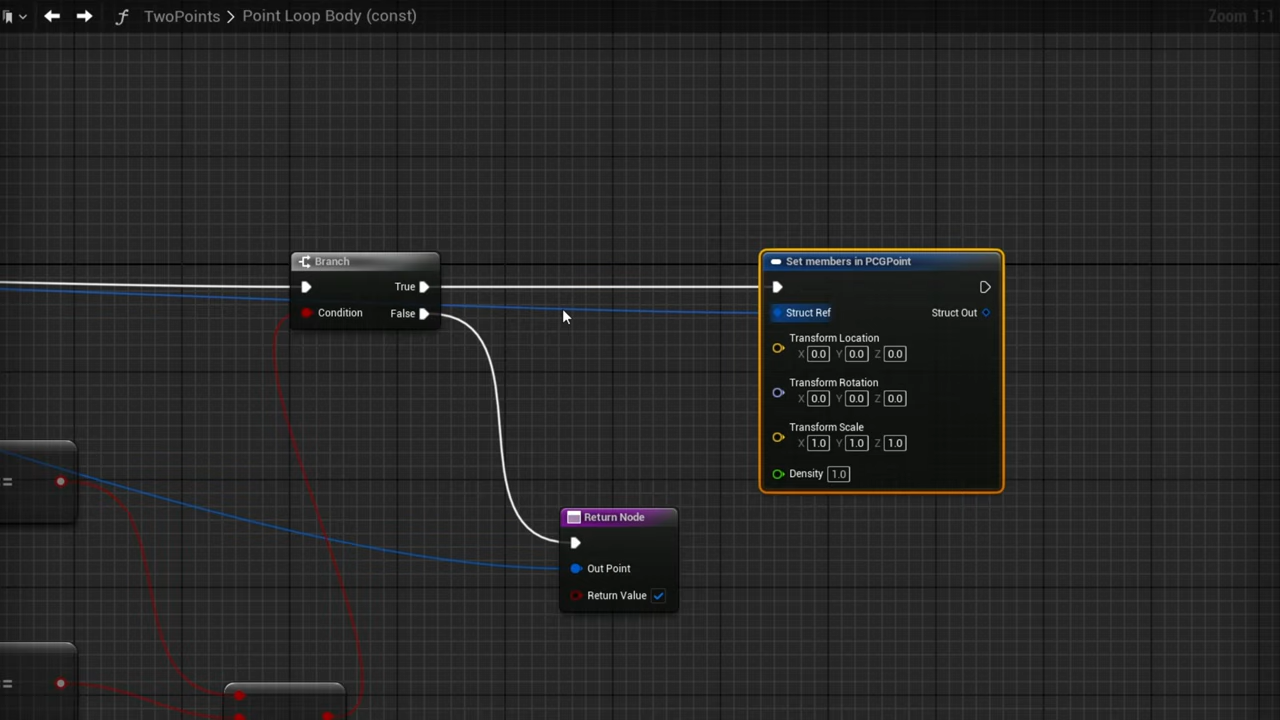 TwoPoints > Point Loop Body (const)
Zoom 1:1
Branch
True
Condition
False
Set members in PCGPoint
Struct Ref
Struct Out
Transform Location
X 0.0 Y 0.0 Z 0.0
Transform Rotation
X 0.0 Y 0.0 Z 0.0
Transform Scale
X 1.0 Y 1.0 Z 1.0
Density 1.0
=
Return Node
Out Point
Return Value
=